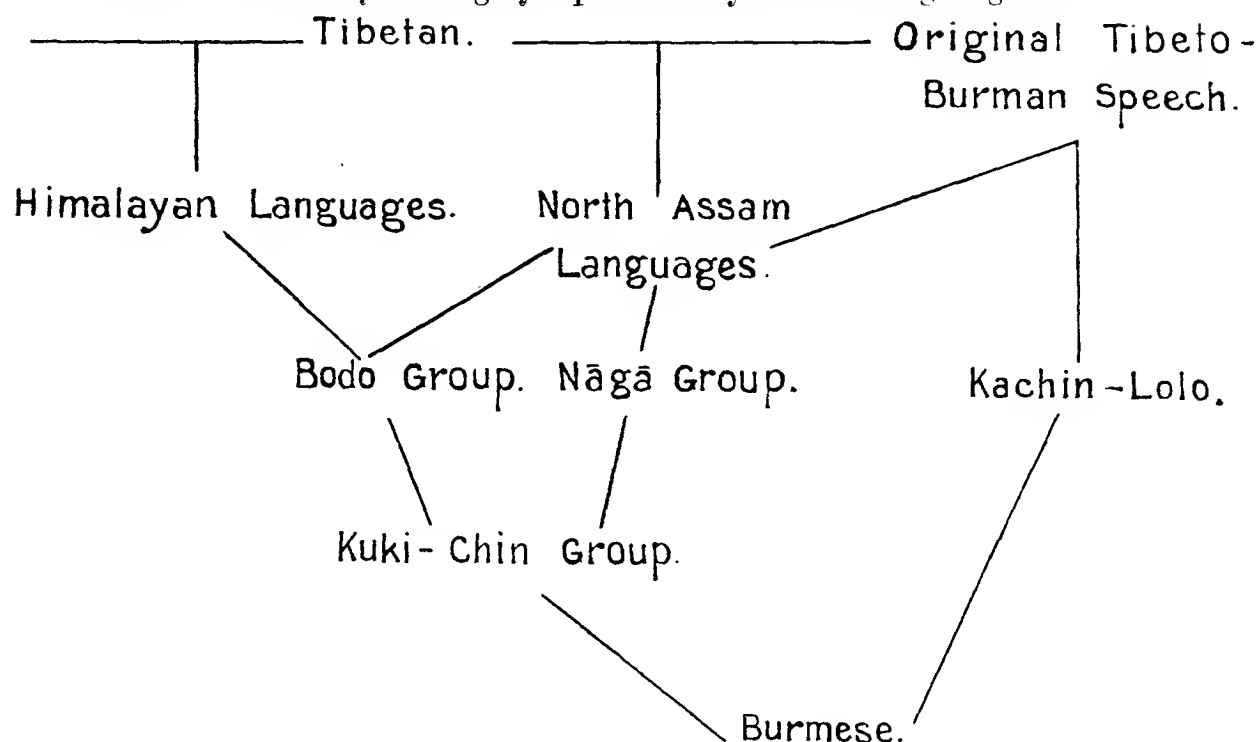 Tibetan. Original Tibeto-
Burman Speech.
Himalayan Languages. North Assam
Languages.
Bodo Group. Nāgā Group. Kachin-Lolo.
Kuki-Chin Group.
Burmese.